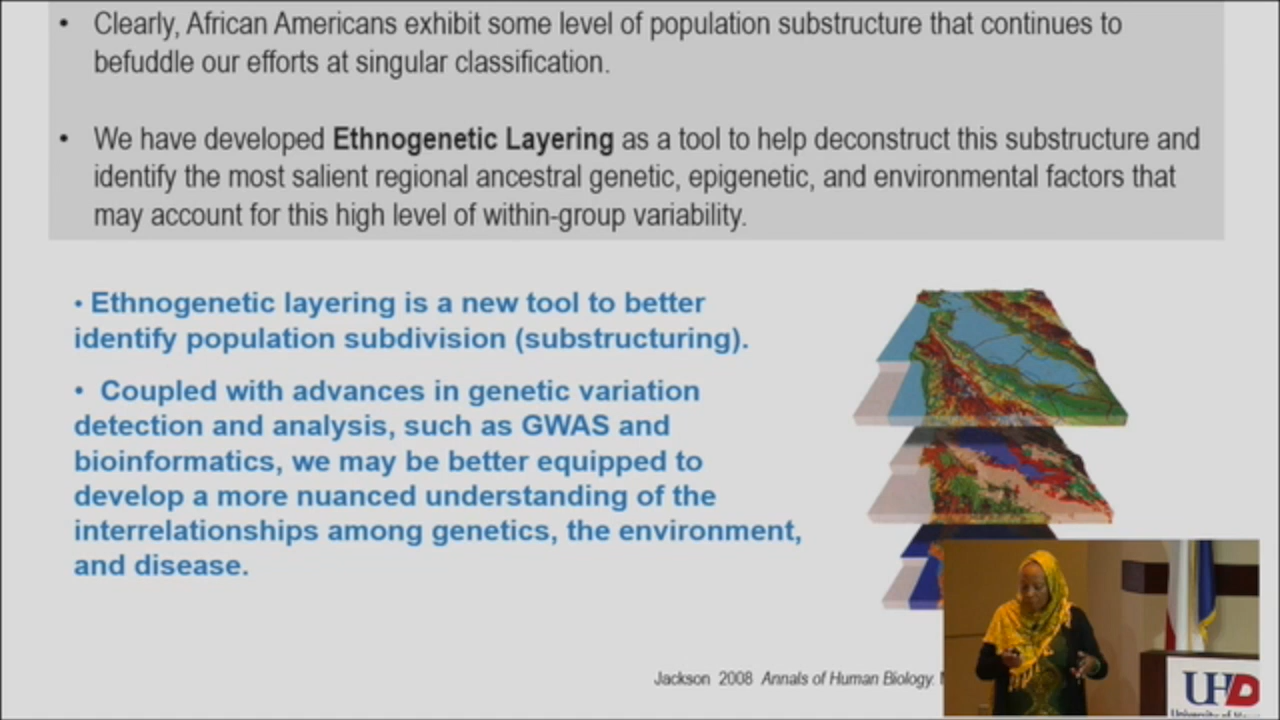 • Clearly, African Americans exhibit some level of population substructure that continues to
befuddle our efforts at singular classification.
• We have developed Ethnogenetic Layering as a tool to help deconstruct this substructure and
identify the most salient regional ancestral genetic, epigenetic, and environmental factors that
may account for this high level of within-group variability.
• Ethnogenetic layering is a new tool to better
identify population subdivision (substructuring).
• Coupled with advances in genetic variation
detection and analysis, such as GWAS and
bioinformatics, we may be better equipped to
develop a more nuanced understanding of the
interrelationships among genetics, the environment,
and disease.
Jackson 2008 Annals of Human Biology.
UHD
University of